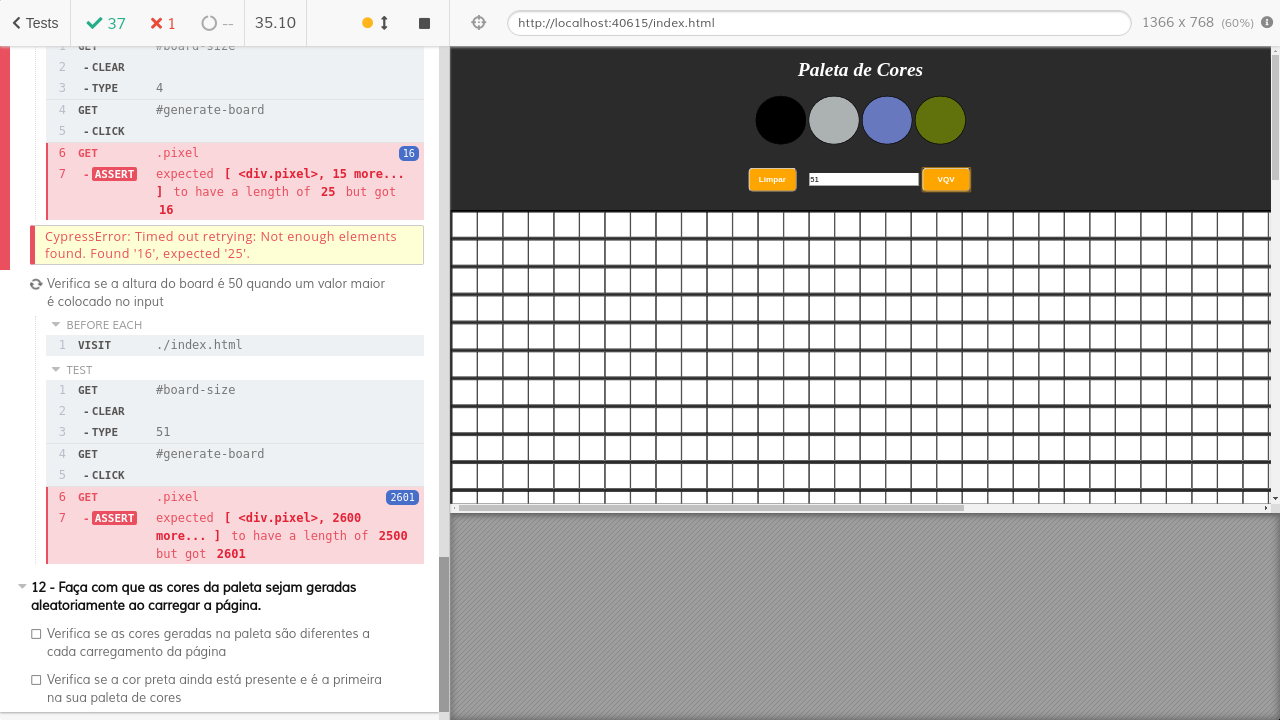 Tests
37
1
--
35.10
http://localhost:40615/index.html
1366 x 768 (60%)
1 GET #board-size
2 - CLEAR
3 - TYPE 4
4 GET #generate-board
5 - CLICK
6 GET .pixel 16
7 - ASSERT expected [ <div.pixel>, 15 more...
] to have a length of 25 but got
16
CypressError: Timed out retrying: Not enough elements
found. Found '16', expected '25'.
Verifica se a altura do board é 50 quando um valor maior
é colocado no input
BEFORE EACH
1 VISIT ./index.html
TEST
1 GET #board-size
2 - CLEAR
3 - TYPE 51
4 GET #generate-board
5 - CLICK
6 GET .pixel 2601
7 - ASSERT expected [ <div.pixel>, 2600
more... ] to have a length of 2500
but got 2601
12 - Faça com que as cores da paleta sejam geradas
aleatoriamente ao carregar a página.
Verifica se as cores geradas na paleta são diferentes a
cada carregamento da página
Verifica se a cor preta ainda está presente e é a primeira
na sua paleta de cores
Paleta de Cores
Limpar
51
VQV